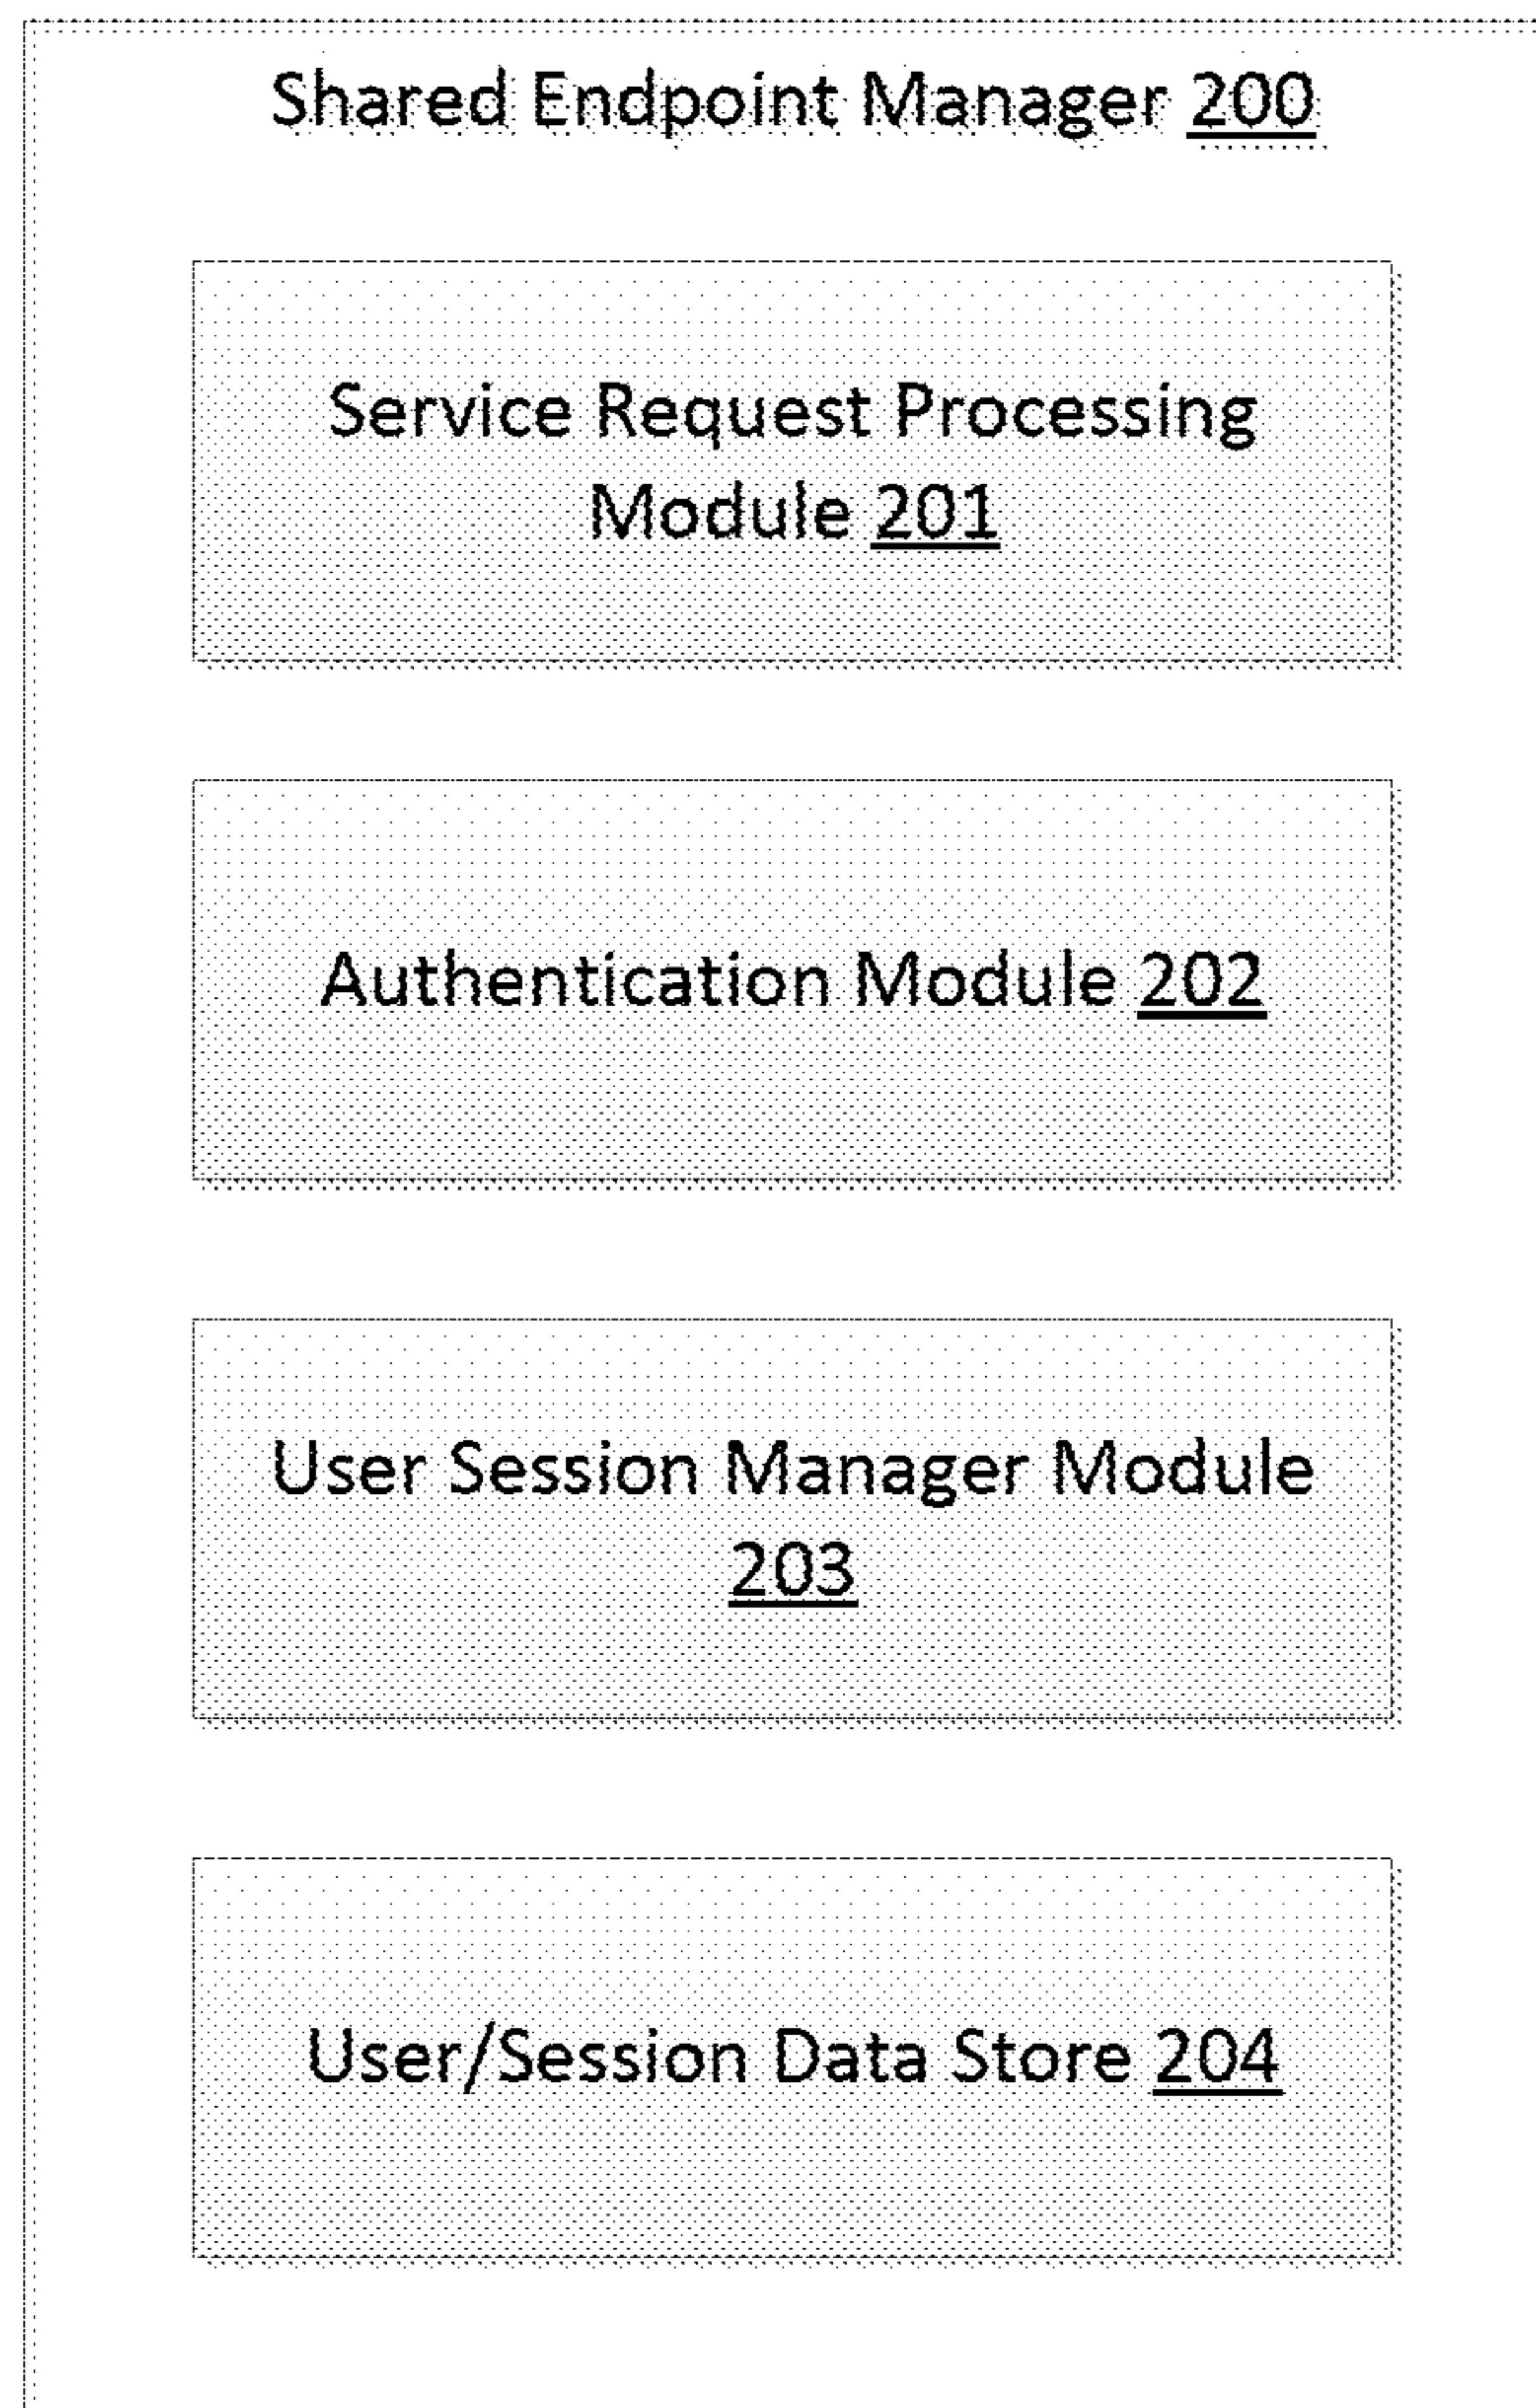 Shared Endpoint Manager 200
Service Request Processing
Module 201
Authentication Module 202
User Session Manager Module
203
User/Session Data Store 204